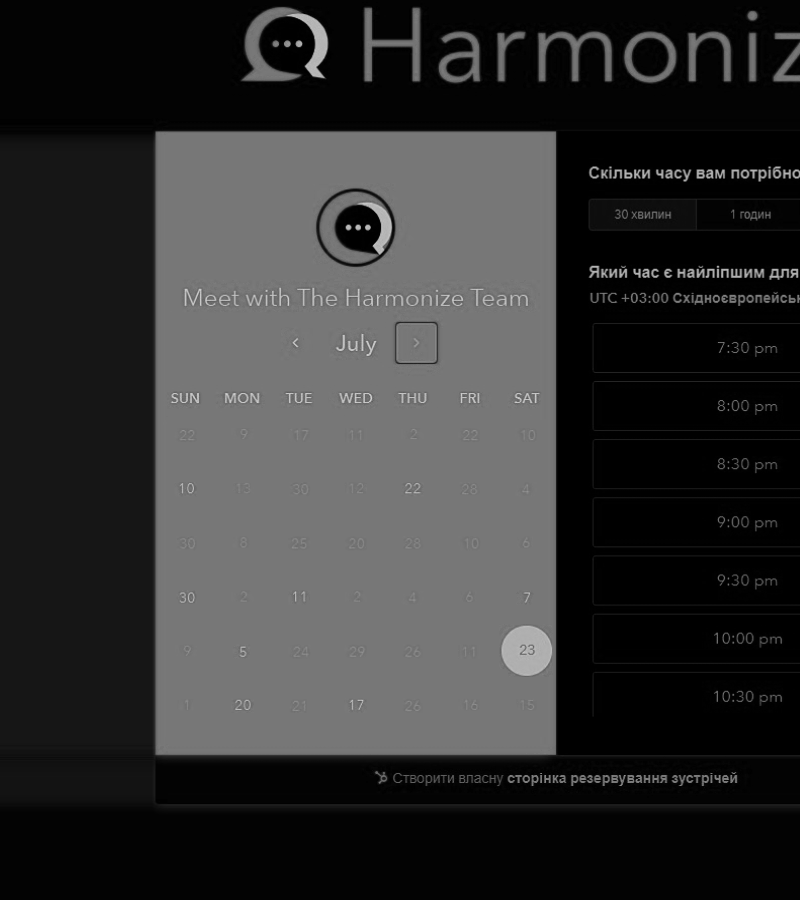 Harmoniz
Meet with The Harmonize Team
July
SUN MON TUE WED THU FRI SAT
22 9 17 11 2 22 10
10 13 30 12 22 28 4
30 8 25 20 28 10 6
30 2 11 2 4 6 7
9 5 24 29 26 11 23
1 20 21 17 26 16 15
Скільки часу вам потрібно
30 хвилин 1 годин
Який час є найліпшим для
UTC +03:00 Східноєвропейськ
7:30 pm
8:00 pm
8:30 pm
9:00 pm
9:30 pm
10:00 pm
10:30 pm
Створити власну сторінка резервування зустрічей